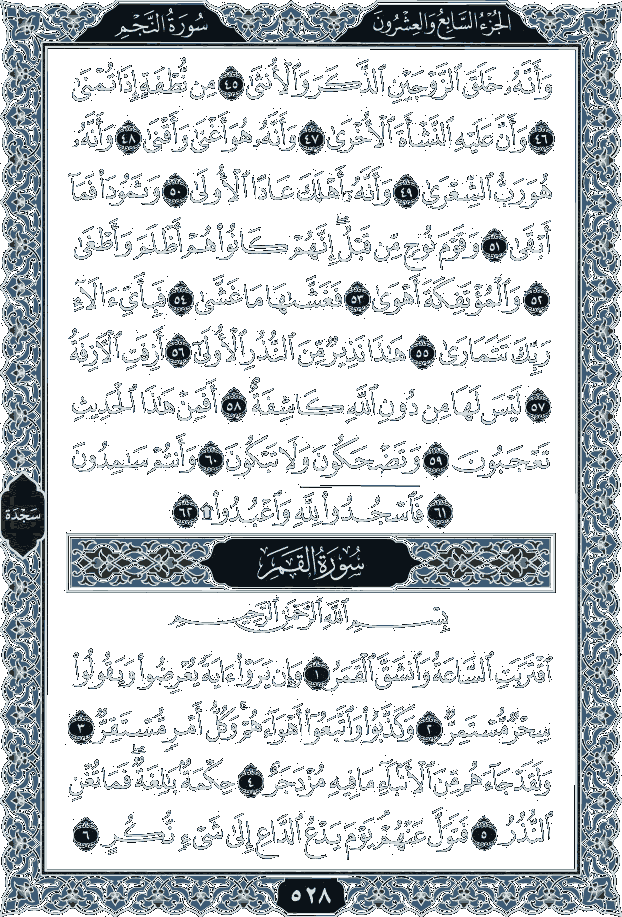 الجزء السابع والعشرون
سورة النجم
وَأَنَّهُۥ خَلَقَ ٱلزَّوْجَيْنِ ٱلذَّكَرَ وَٱلْأُنثَىٰ ٤٥ مِن نُّطْفَةٍ إِذَا تُمْنَىٰ
٤٦ وَأَنَّ عَلَيْهِ ٱلنَّشْأَةَ ٱلْأُخْرَىٰ ٤٧ وَأَنَّهُۥ هُوَ أَغْنَىٰ وَأَقْنَىٰ ٤٨ وَأَنَّهُۥ
هُوَ رَبُّ ٱلشِّعْرَىٰ ٤٩ وَأَنَّهُۥٓ أَهْلَكَ عَادًا ٱلْأُولَىٰ ٥٠ وَثَمُودَا۟ فَمَآ
أَبْقَىٰ ٥١ وَقَوْمَ نُوحٍ مِّن قَبْلُ ۖ إِنَّهُمْ كَانُوا۟ هُمْ أَظْلَمَ وَأَطْغَىٰ
٥٢ وَٱلْمُؤْتَفِكَةَ أَهْوَىٰ ٥٣ فَغَشَّىٰهَا مَا غَشَّىٰ ٥٤ فَبِأَىِّ ءَالَآءِ
رَبِّكَ تَتَمَارَىٰ ٥٥ هَٰذَا نَذِيرٌ مِّنَ ٱلنُّذُرِ ٱلْأُولَىٰٓ ٥٦ أَزِفَتِ ٱلْءَازِفَةُ
٥٧ لَيْسَ لَهَا مِن دُونِ ٱللَّهِ كَاشِفَةٌ ٥٨ أَفَمِنْ هَٰذَا ٱلْحَدِيثِ
تَعْجَبُونَ ٥٩ وَتَضْحَكُونَ وَلَا تَبْكُونَ ٦٠ وَأَنتُمْ سَٰمِدُونَ
٦١ فَٱسْجُدُوا۟ لِلَّهِ وَٱعْبُدُوا۟ ۩ ٦٢
سجدة
سُورَةُ القَمَرِ
بِسْمِ ٱللَّهِ ٱلرَّحْمَٰنِ ٱلرَّحِيمِ
ٱقْتَرَبَتِ ٱلسَّاعَةُ وَٱنشَقَّ ٱلْقَمَرُ ١ وَإِن يَرَوْا۟ ءَايَةً يُعْرِضُوا۟ وَيَقُولُوا۟
سِحْرٌ مُّسْتَمِرٌّ ٢ وَكَذَّبُوا۟ وَٱتَّبَعُوٓا۟ أَهْوَآءَهُمْ ۚ وَكُلُّ أَمْرٍ مُّسْتَقِرٌّ ٣
وَلَقَدْ جَآءَهُم مِّنَ ٱلْأَنۢبَآءِ مَا فِيهِ مُزْدَجَرٌ ٤ حِكْمَةٌۢ بَٰلِغَةٌ ۖ فَمَا تُغْنِ
ٱلنُّذُرُ ٥ فَتَوَلَّ عَنْهُمْ ۘ يَوْمَ يَدْعُ ٱلدَّاعِ إِلَىٰ شَىْءٍ نُّكُرٍ ٦
٥٢٨